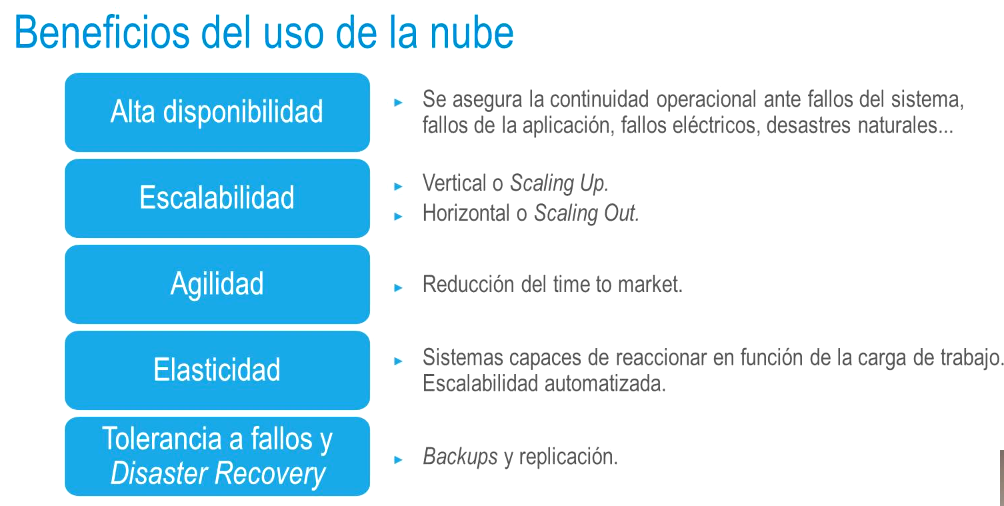 Beneficios del uso de la nube
Alta disponibilidad
► Se asegura la continuidad operacional ante fallos del sistema,
fallos de la aplicación, fallos eléctricos, desastres naturales...
Escalabilidad
► Vertical o Scaling Up.
► Horizontal o Scaling Out.
Agilidad
► Reducción del time to market.
Elasticidad
► Sistemas capaces de reaccionar en función de la carga de trabajo.
Escalabilidad automatizada.
Tolerancia a fallos y
Disaster Recovery
► Backups y replicación.